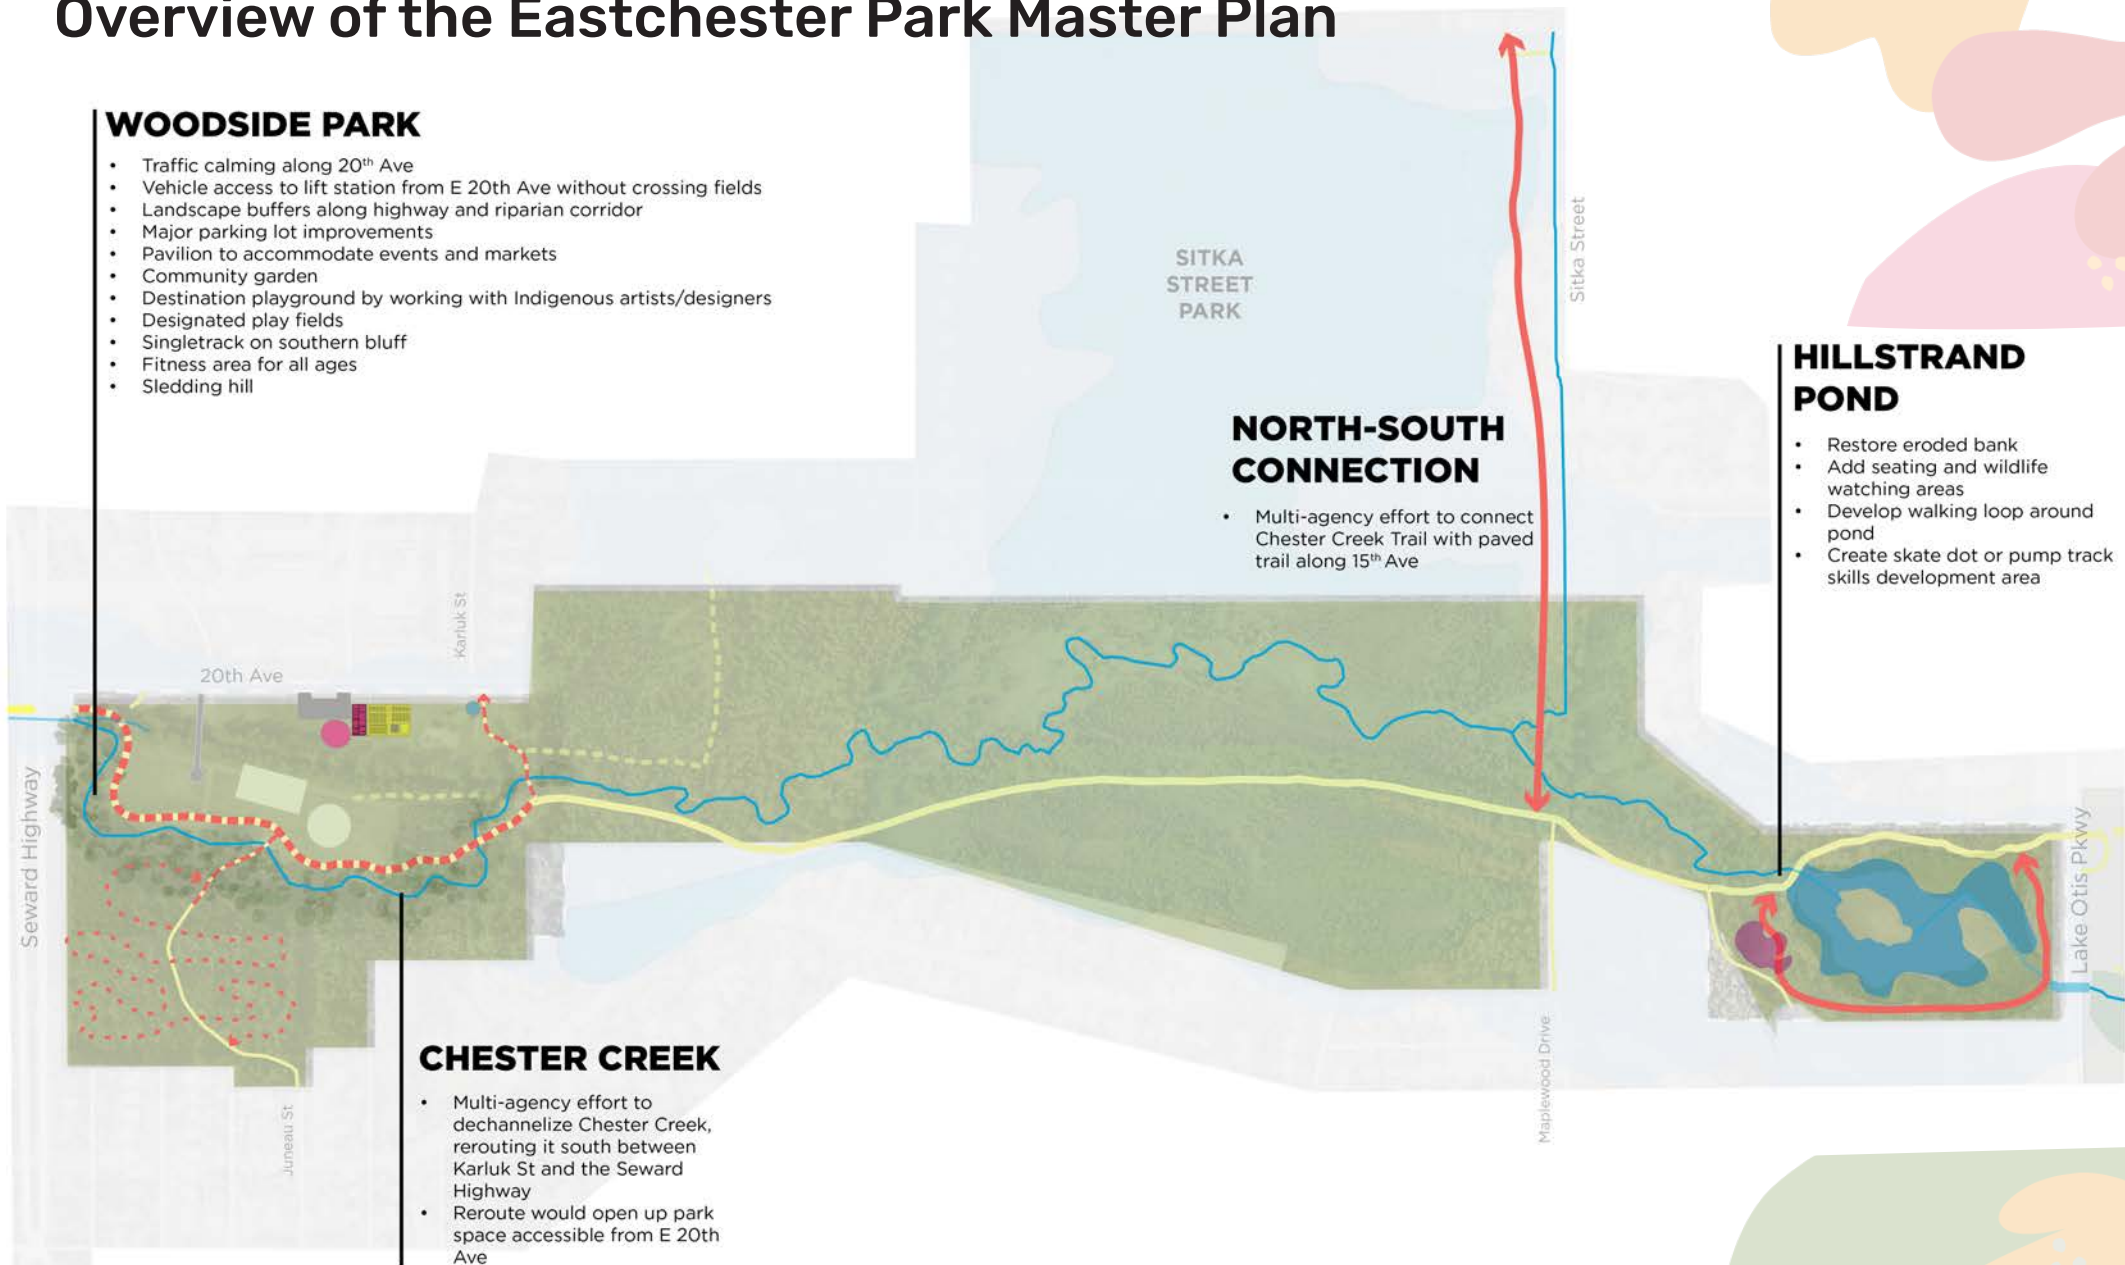 Overview of the Eastchester Park Master Plan
WOODSIDE PARK
• Traffic calming along 20th Ave
• Vehicle access to lift station from E 20th Ave without crossing fields
• Landscape buffers along highway and riparian corridor
• Major parking lot improvements
• Pavilion to accommodate events and markets
• Community garden
• Destination playground by working with Indigenous artists/designers
• Designated play fields
• Singletrack on southern bluff
• Fitness area for all ages
• Sledding hill
SITKA
STREET
PARK
Sitka Street
NORTH-SOUTH
CONNECTION
• Multi-agency effort to connect
Chester Creek Trail with paved
trail along 15th Ave
HILLSTRAND
POND
• Restore eroded bank
• Add seating and wildlife
watching areas
• Develop walking loop around
pond
• Create skate dot or pump track
skills development area
Karluk St
20th Ave
Seward Highway
Lake Otis Pkwy
Maplewood Drive
Juneau St
CHESTER CREEK
• Multi-agency effort to
dechannelize Chester Creek,
rerouting it south between
Karluk St and the Seward
Highway
• Reroute would open up park
space accessible from E 20th
Ave